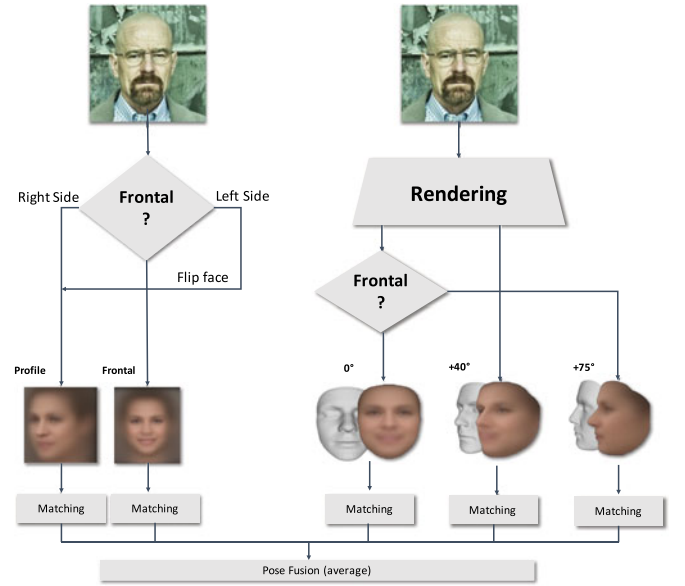 Right Side
Frontal
?
Left Side
Flip face
Rendering
Frontal
?
Profile
Frontal
0°
+40°
+75°
Matching
Matching
Matching
Matching
Matching
Pose Fusion (average)